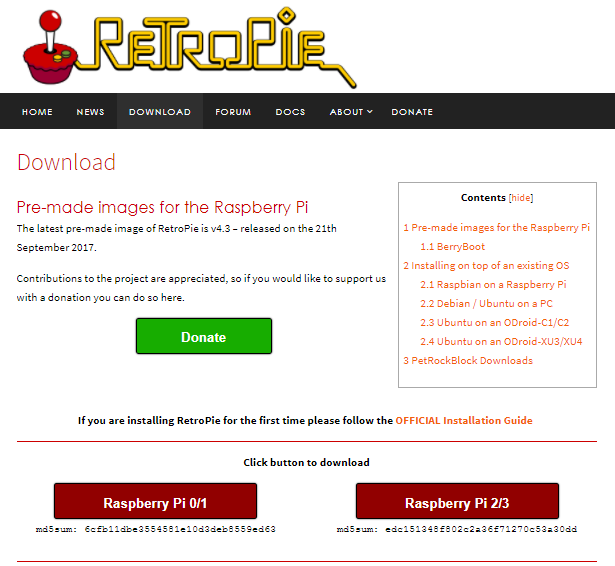 RETROPIE
HOME NEWS DOWNLOAD FORUM DOCS ABOUT DONATE
Download
Pre-made images for the Raspberry Pi
The latest pre-made image of RetroPie is v4.3 – released on the 21th
September 2017.
Contributions to the project are appreciated, so if you would like to support us
with a donation you can do so here.
Donate
Contents [hide]
1 Pre-made images for the Raspberry Pi
1.1 BerryBoot
2 Installing on top of an existing OS
2.1 Raspbian on a Raspberry Pi
2.2 Debian / Ubuntu on a PC
2.3 Ubuntu on an ODroid-C1/C2
2.4 Ubuntu on an ODroid-XU3/XU4
3 PetRockBlock Downloads
If you are installing RetroPie for the first time please follow the OFFICIAL Installation Guide
Click button to download
Raspberry Pi 0/1
md5sum: 6cfb11dbe3554581e10d3deb8559ed63
Raspberry Pi 2/3
md5sum: edc151348f802c2a36f71270c53a30dd